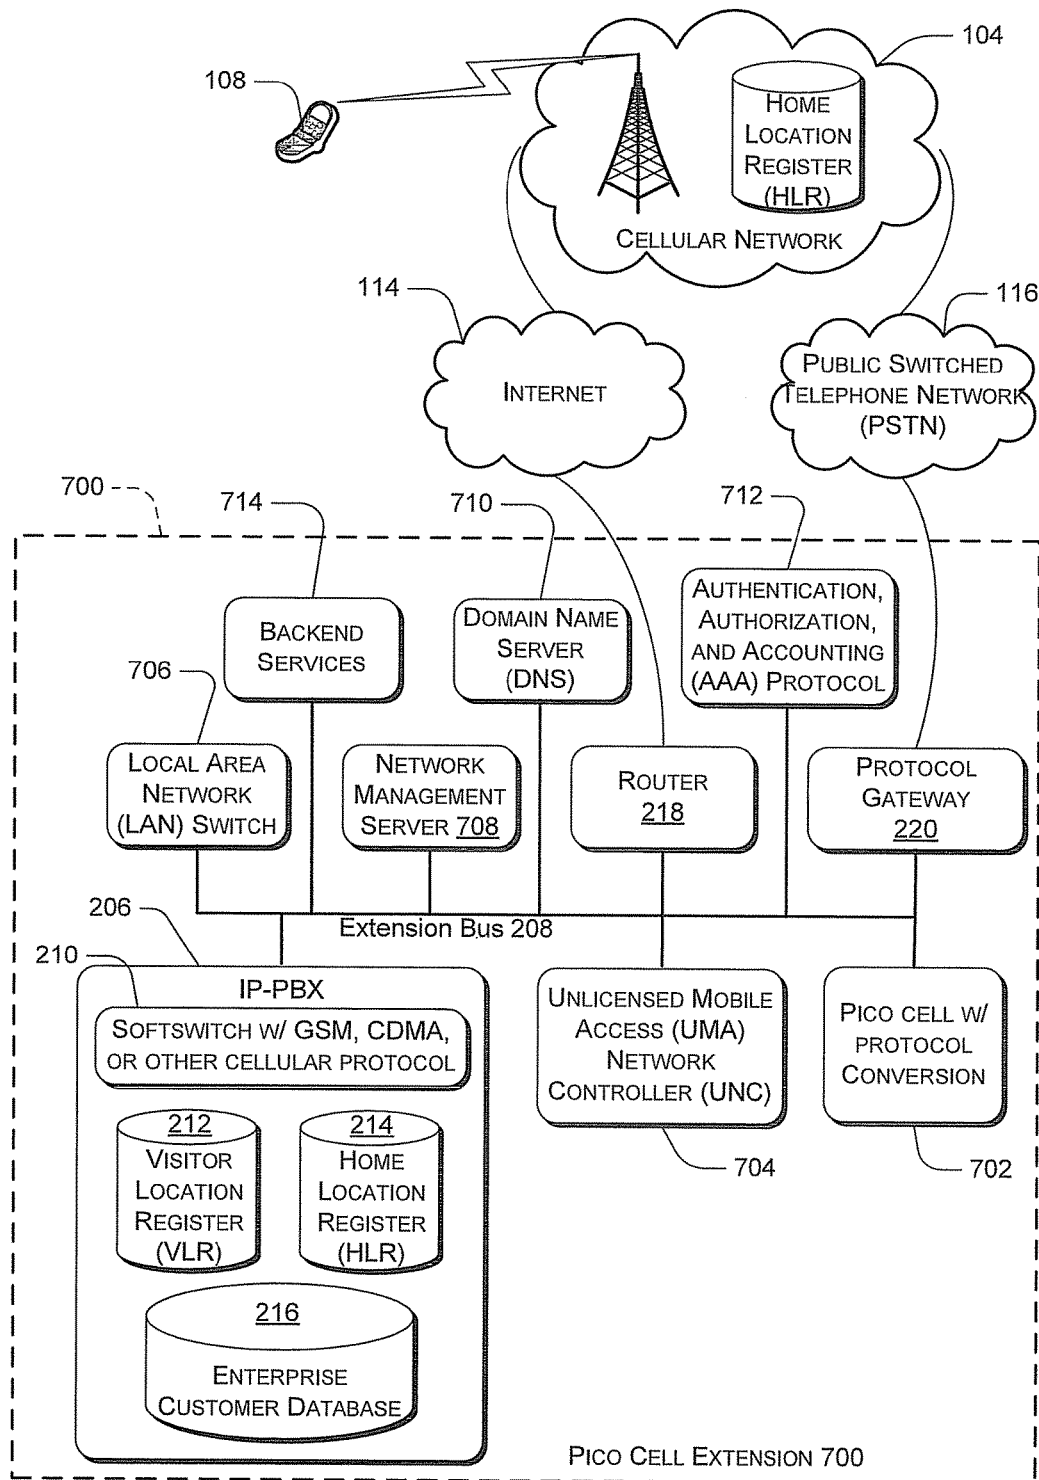 104
108
HOME
LOCATION
REGISTER
(HLR)
CELLULAR NETWORK
114
116
INTERNET
PUBLIC SWITCHED
TELEPHONE NETWORK
(PSTN)
700
714
710
712
BACKEND
SERVICES
DOMAIN NAME
SERVER
(DNS)
AUTHENTICATION,
AUTHORIZATION,
AND ACCOUNTING
(AAA) PROTOCOL
706
LOCAL AREA
NETWORK
(LAN) SWITCH
NETWORK
MANAGEMENT
SERVER 708
ROUTER
218
PROTOCOL
GATEWAY
220
Extension Bus 208
206
210
IP-PBX
SOFTSWITCH W/ GSM, CDMA,
OR OTHER CELLULAR PROTOCOL
212
VISITOR
LOCATION
REGISTER
(VLR)
214
HOME
LOCATION
REGISTER
(HLR)
216
ENTERPRISE
CUSTOMER DATABASE
UNLICENSED MOBILE
ACCESS (UMA)
NETWORK
CONTROLLER (UNC)
PICO CELL W/
PROTOCOL
CONVERSION
704
702
PICO CELL EXTENSION 700